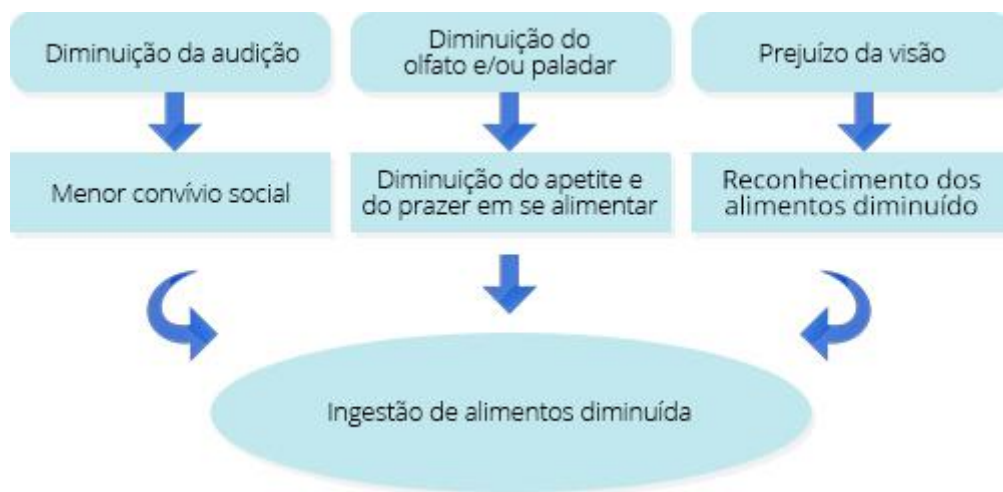 Diminuição da audição
Diminuição do
olfato e/ou paladar
Prejuízo da visão
Menor convívio social
Diminuição do apetite e
do prazer em se alimentar
Reconhecimento dos
alimentos diminuído
Ingestão de alimentos diminuída